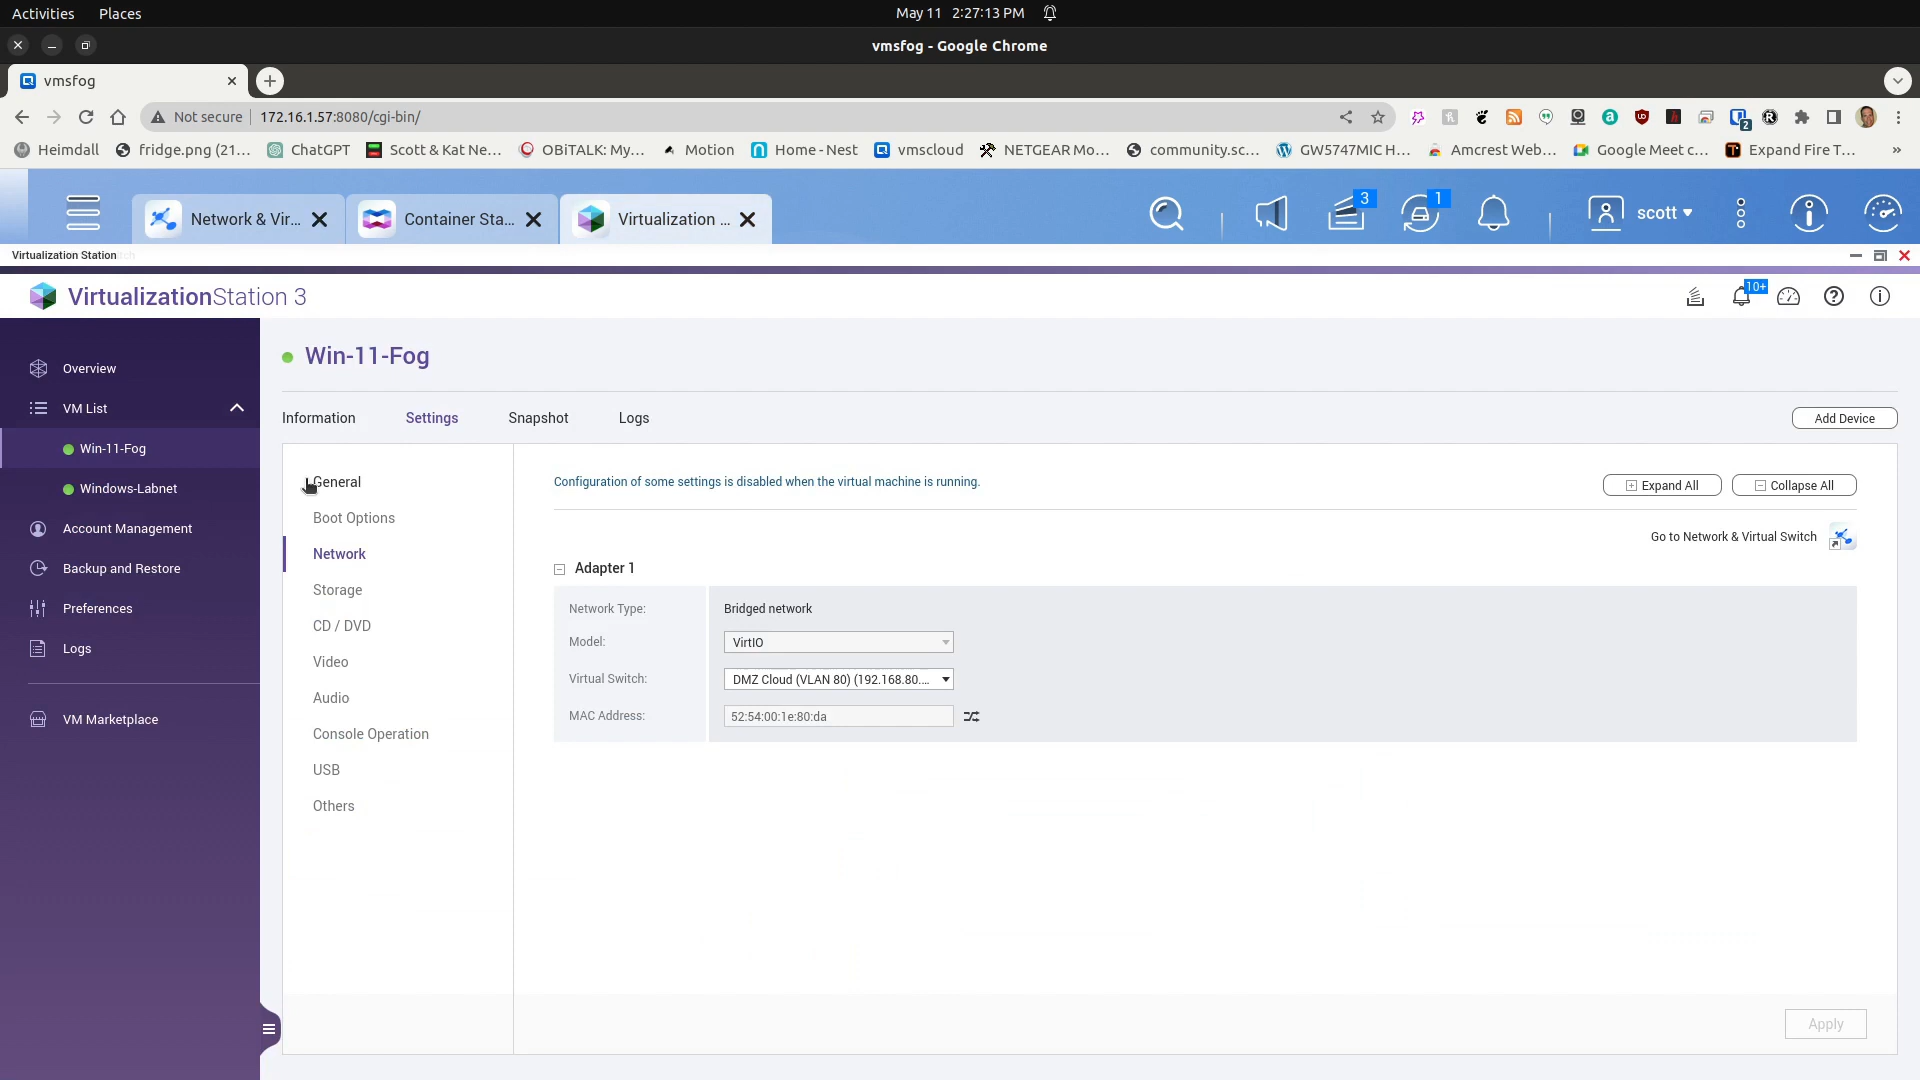 Activities Places May 11 2:27:13 PM
vmsfog - Google Chrome
vmsfog
Not secure 172.16.1.57:8080/cgi-bin/ 2
Heimdall fridge.png (21... ChatGPT Scott & Kat Ne... OBiTALK: My... Motion Home - Nest vmscloud NETGEAR Mo... community.sc... GW5747MIC H... Amcrest Web... Google Meet c... Expand Fire T... »
Network & Vir... Container Sta... Virtualization ... 3 1 scott
Virtualization Station
VirtualizationStation 3 10+
Overview
VM List
Win-11-Fog
Windows-Labnet
Account Management
Backup and Restore
Preferences
Logs
VM Marketplace
Win-11-Fog
Information Settings Snapshot Logs Add Device
General
Boot Options
Network
Storage
CD / DVD
Video
Audio
Console Operation
USB
Others
Configuration of some settings is disabled when the virtual machine is running. Expand All Collapse All
Go to Network & Virtual Switch
Adapter 1
Network Type: Bridged network
Model: VirtIO
Virtual Switch: DMZ Cloud (VLAN 80) (192.168.80....
MAC Address: 52:54:00:1e:80:da
Apply